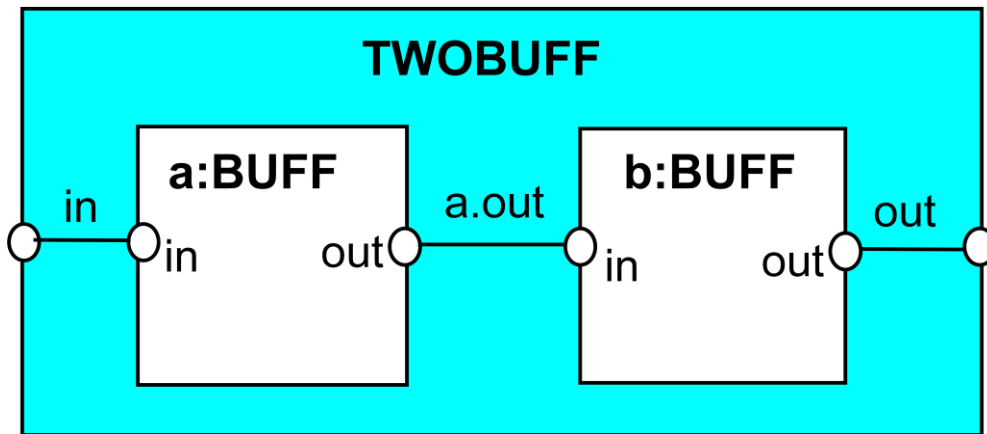 TWOBUFF
a:BUFF
b:BUFF
in
a.out
out
in
out
in
out